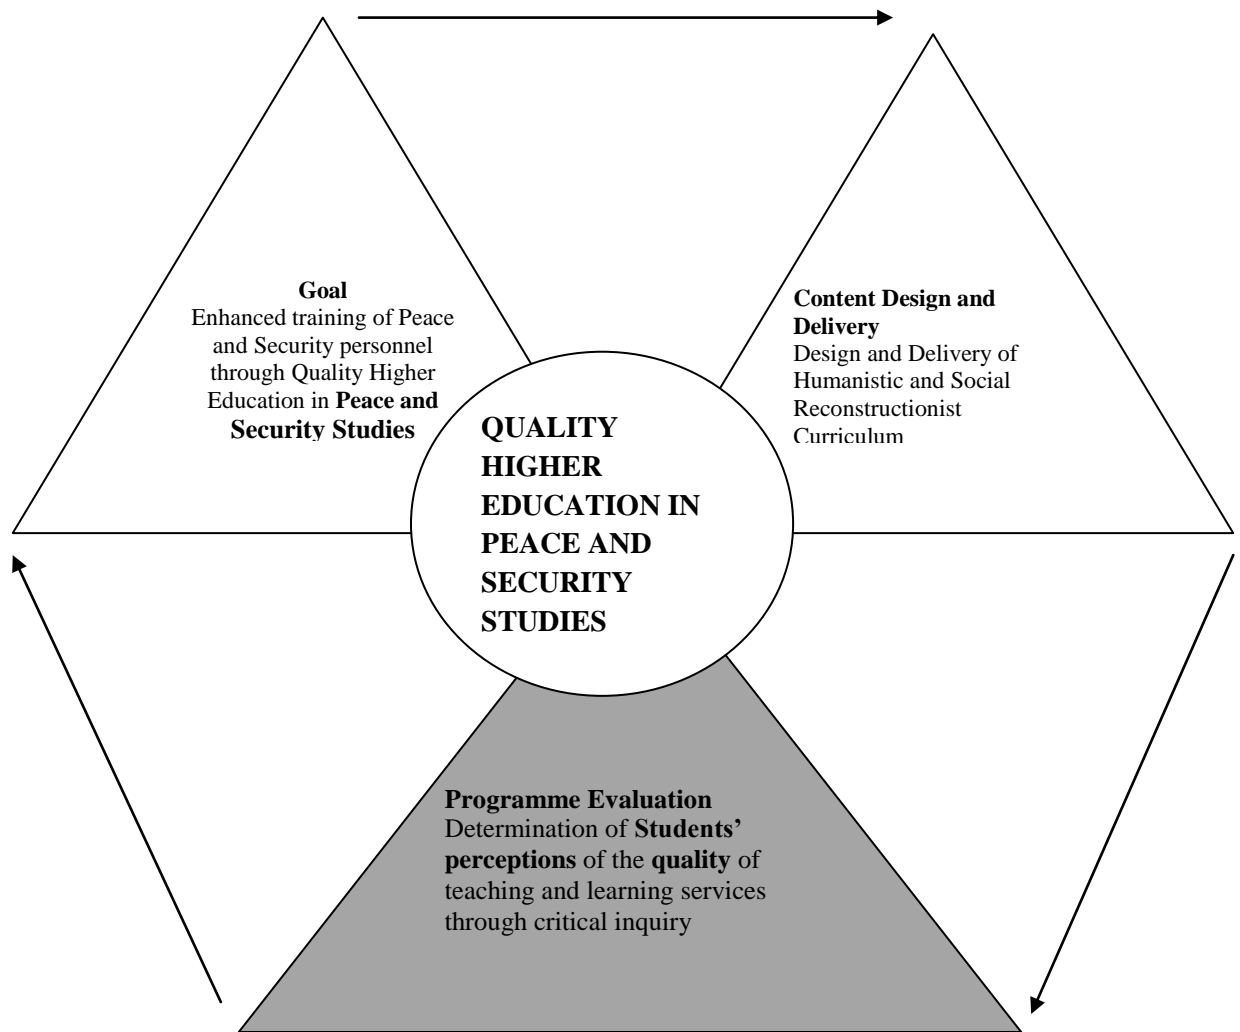 Goal
Enhanced training of Peace
and Security personnel
through Quality Higher
Education in Peace and
Security Studies
Content Design and
Delivery
Design and Delivery of
Humanistic and Social
Reconstructionist
Curriculum
QUALITY
HIGHER
EDUCATION IN
PEACE AND
SECURITY
STUDIES
Programme Evaluation
Determination of Students’
perceptions of the quality of
teaching and learning services
through critical inquiry